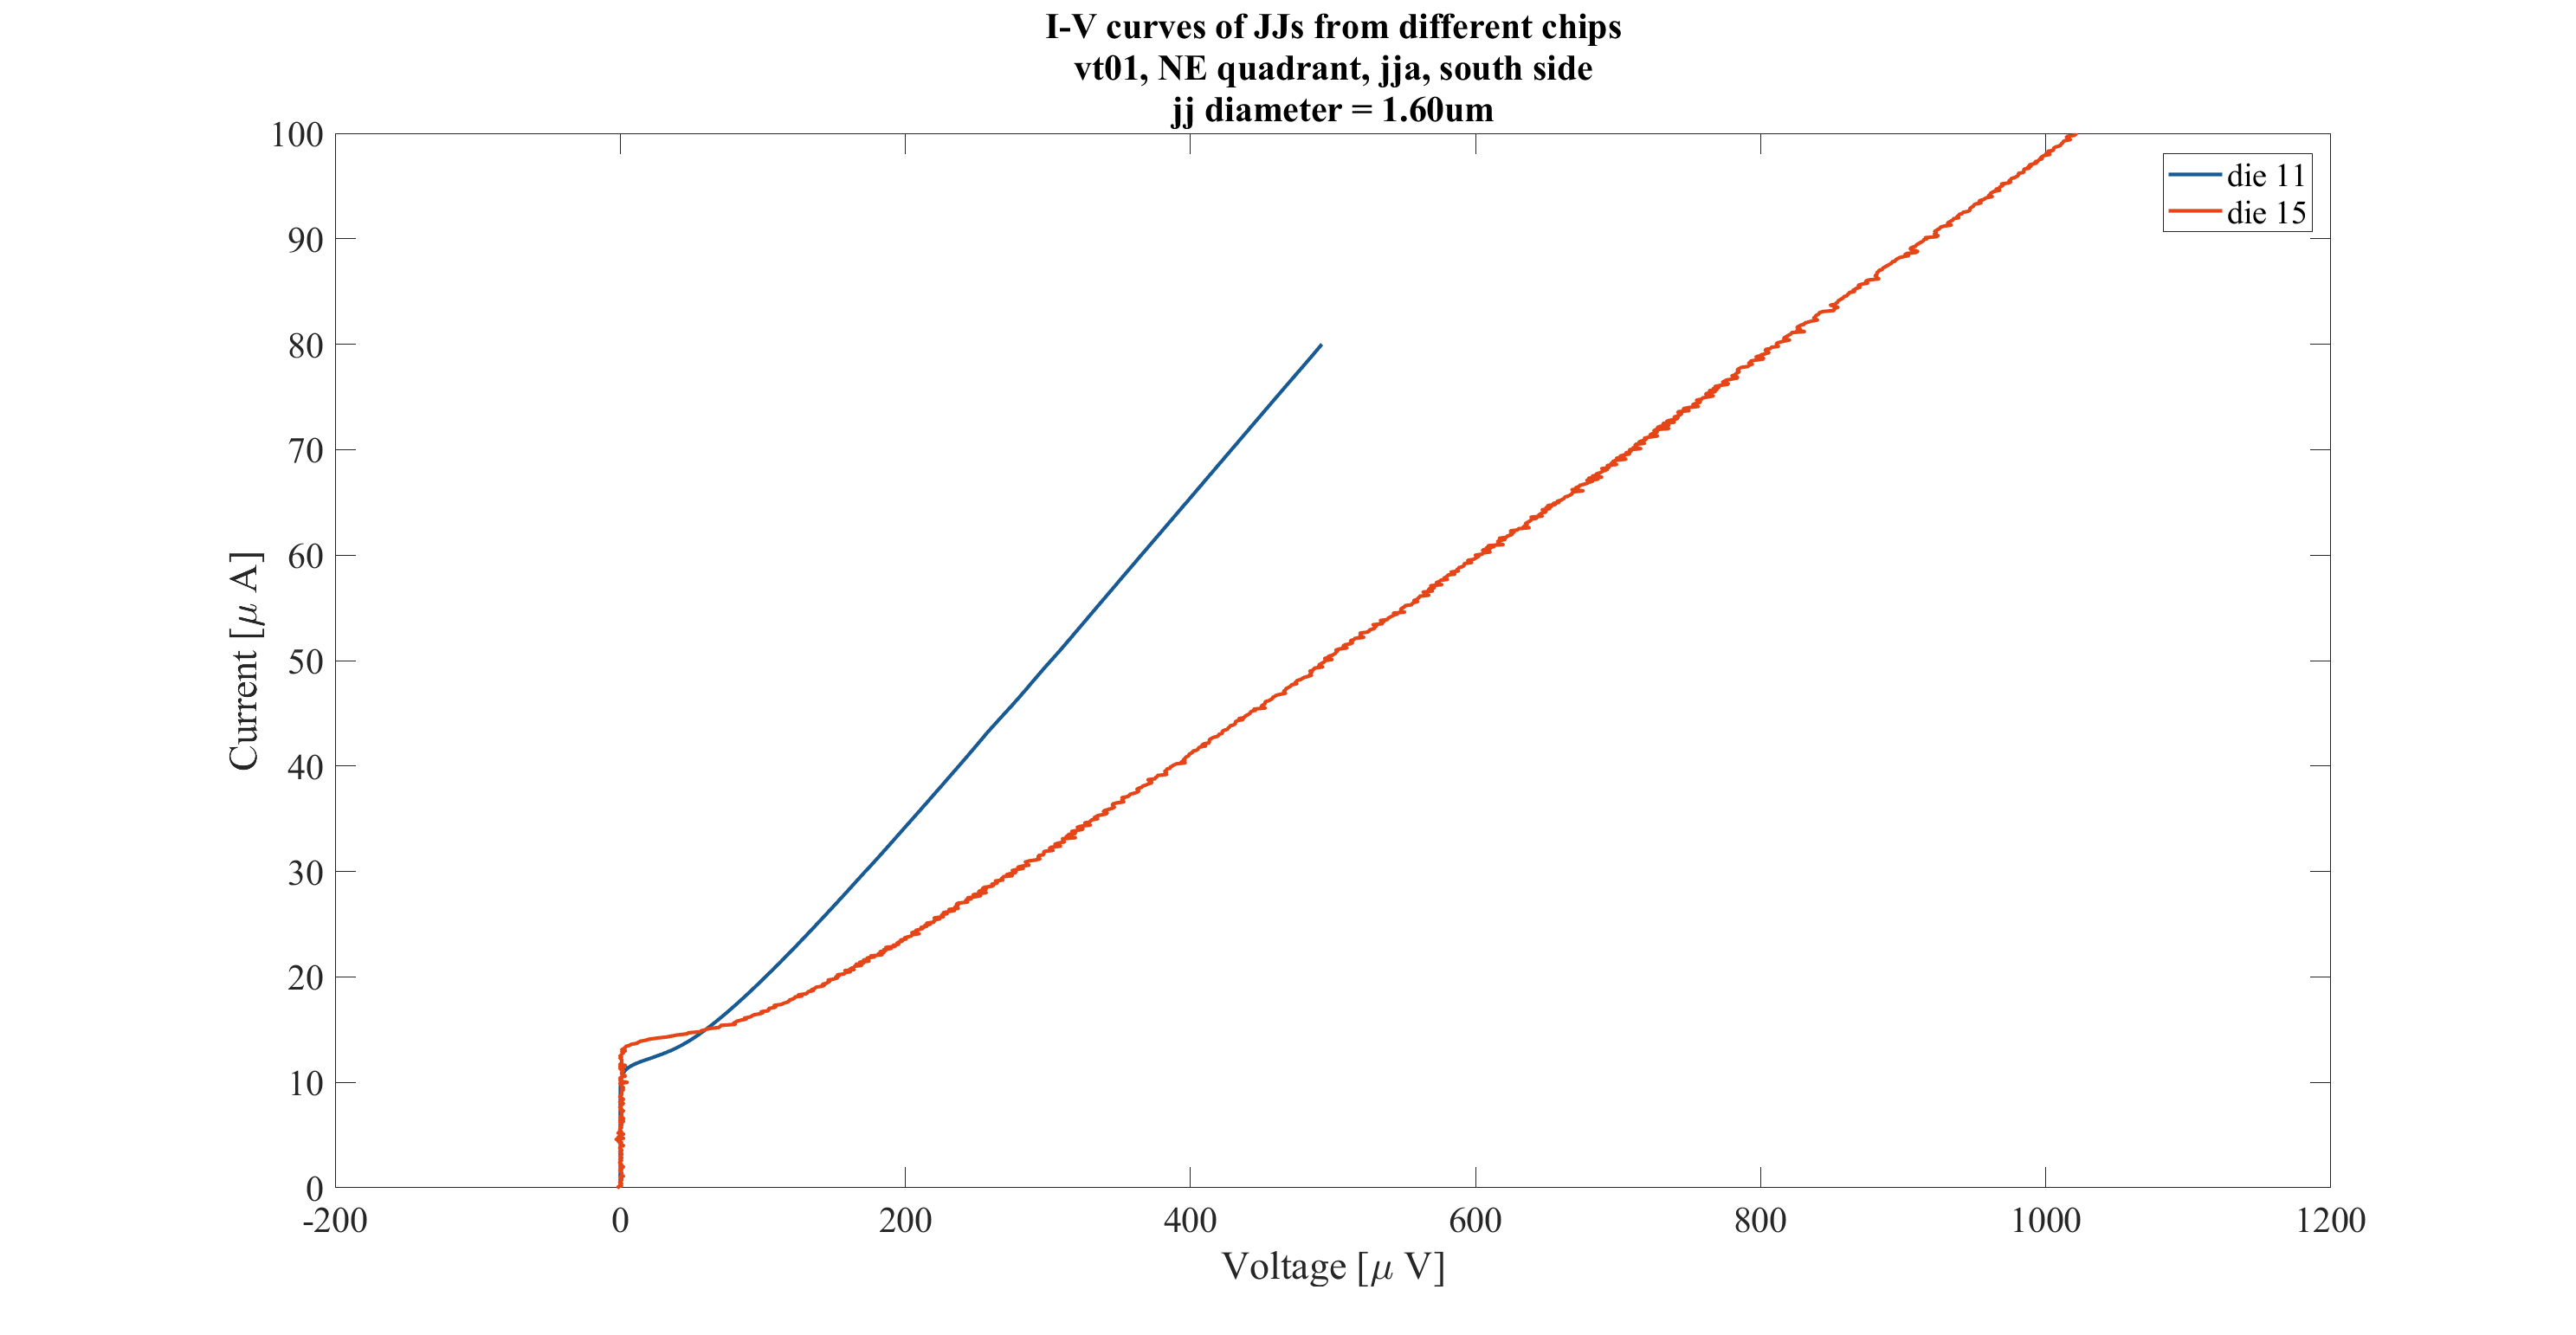 I-V curves of JJs from different chips
vt01, NE quadrant, jja, south side
jj diameter = 1.60um
100
90
80
70
60
50
40
30
20
10
0
Current [μ A]
die 11
die 15
-200 0 200 400 600 800 1000 1200
Voltage [μ V]